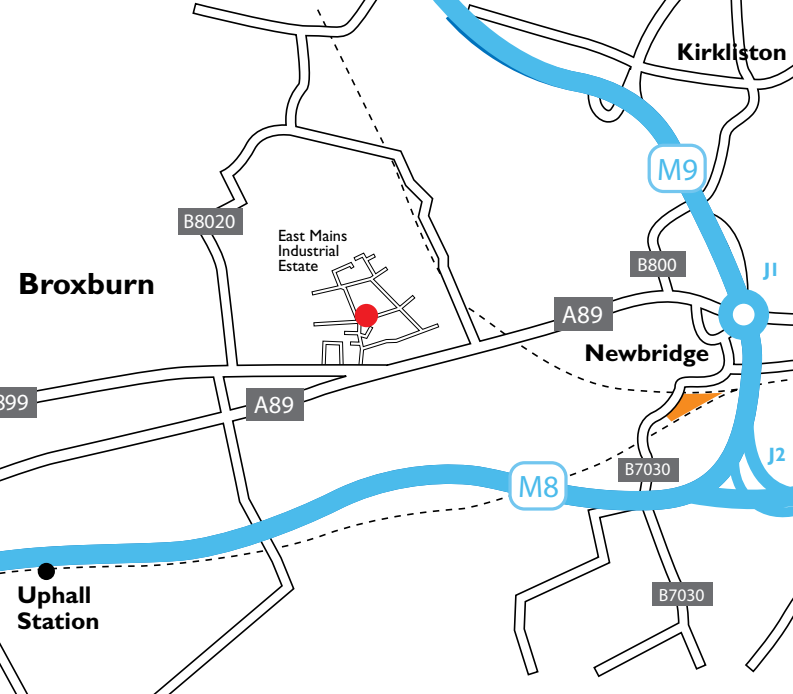 Kirkliston
M9
B8020
East Mains
Industrial
Estate
B800
J1
Broxburn
A89
Newbridge
899
A89
J2
B7030
M8
Uphall
Station
B7030